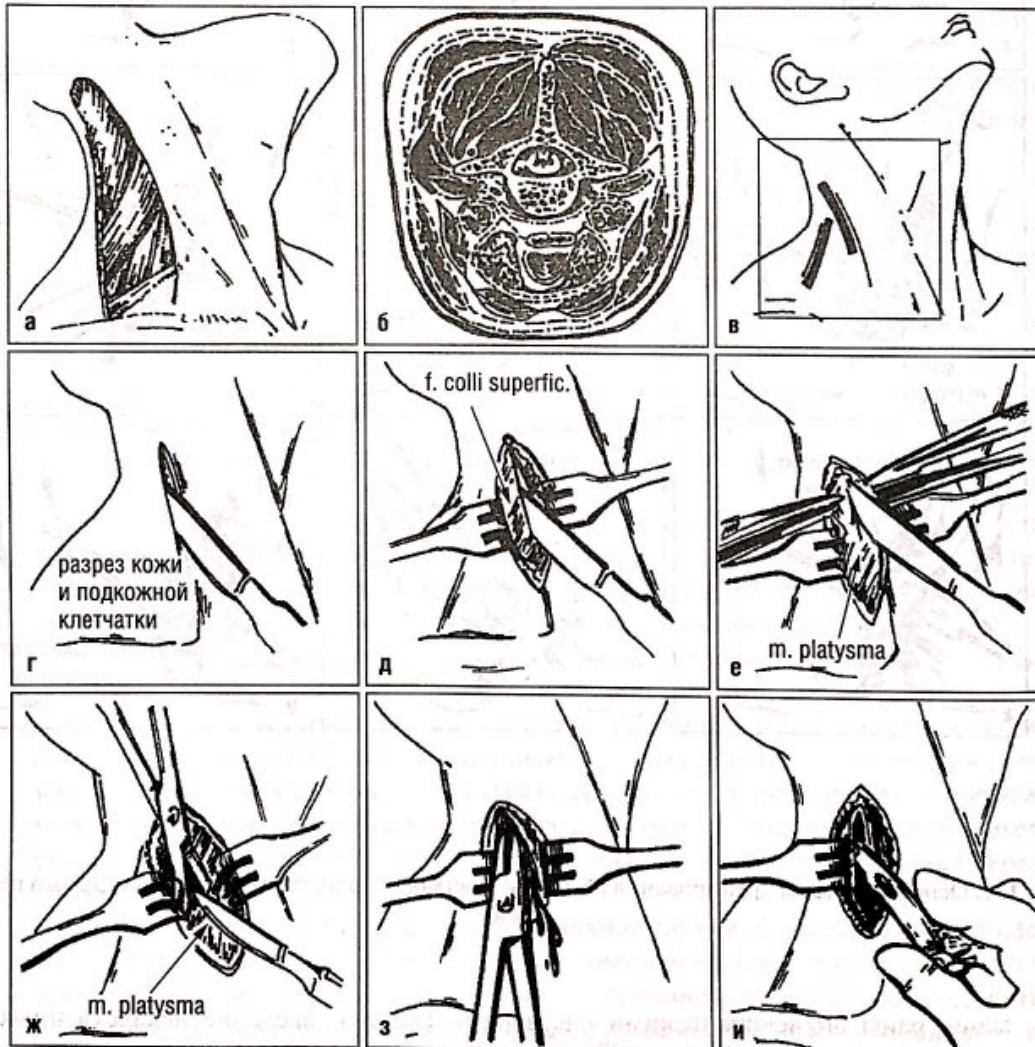 а
б
в
разрез кожи
и подкожной
клетчатки
г
f. colli superfic.
д
m. platysma
е
m. platysma
ж
з
и